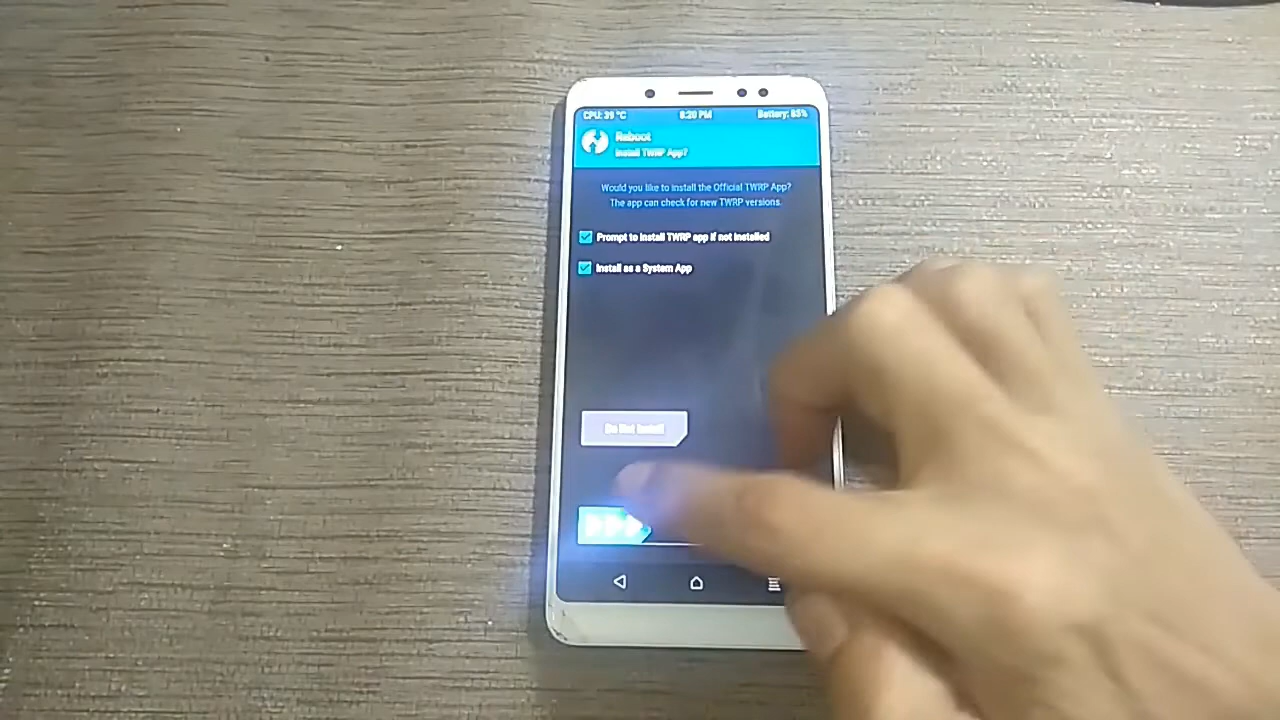 CPU: 39 °C
8:20 PM
Battery: 85%
Reboot
Install TWRP App?
Would you like to install the Official TWRP App?
The app can check for new TWRP versions.
Prompt to install TWRP app if not installed
Install as a System App
Do Not Install